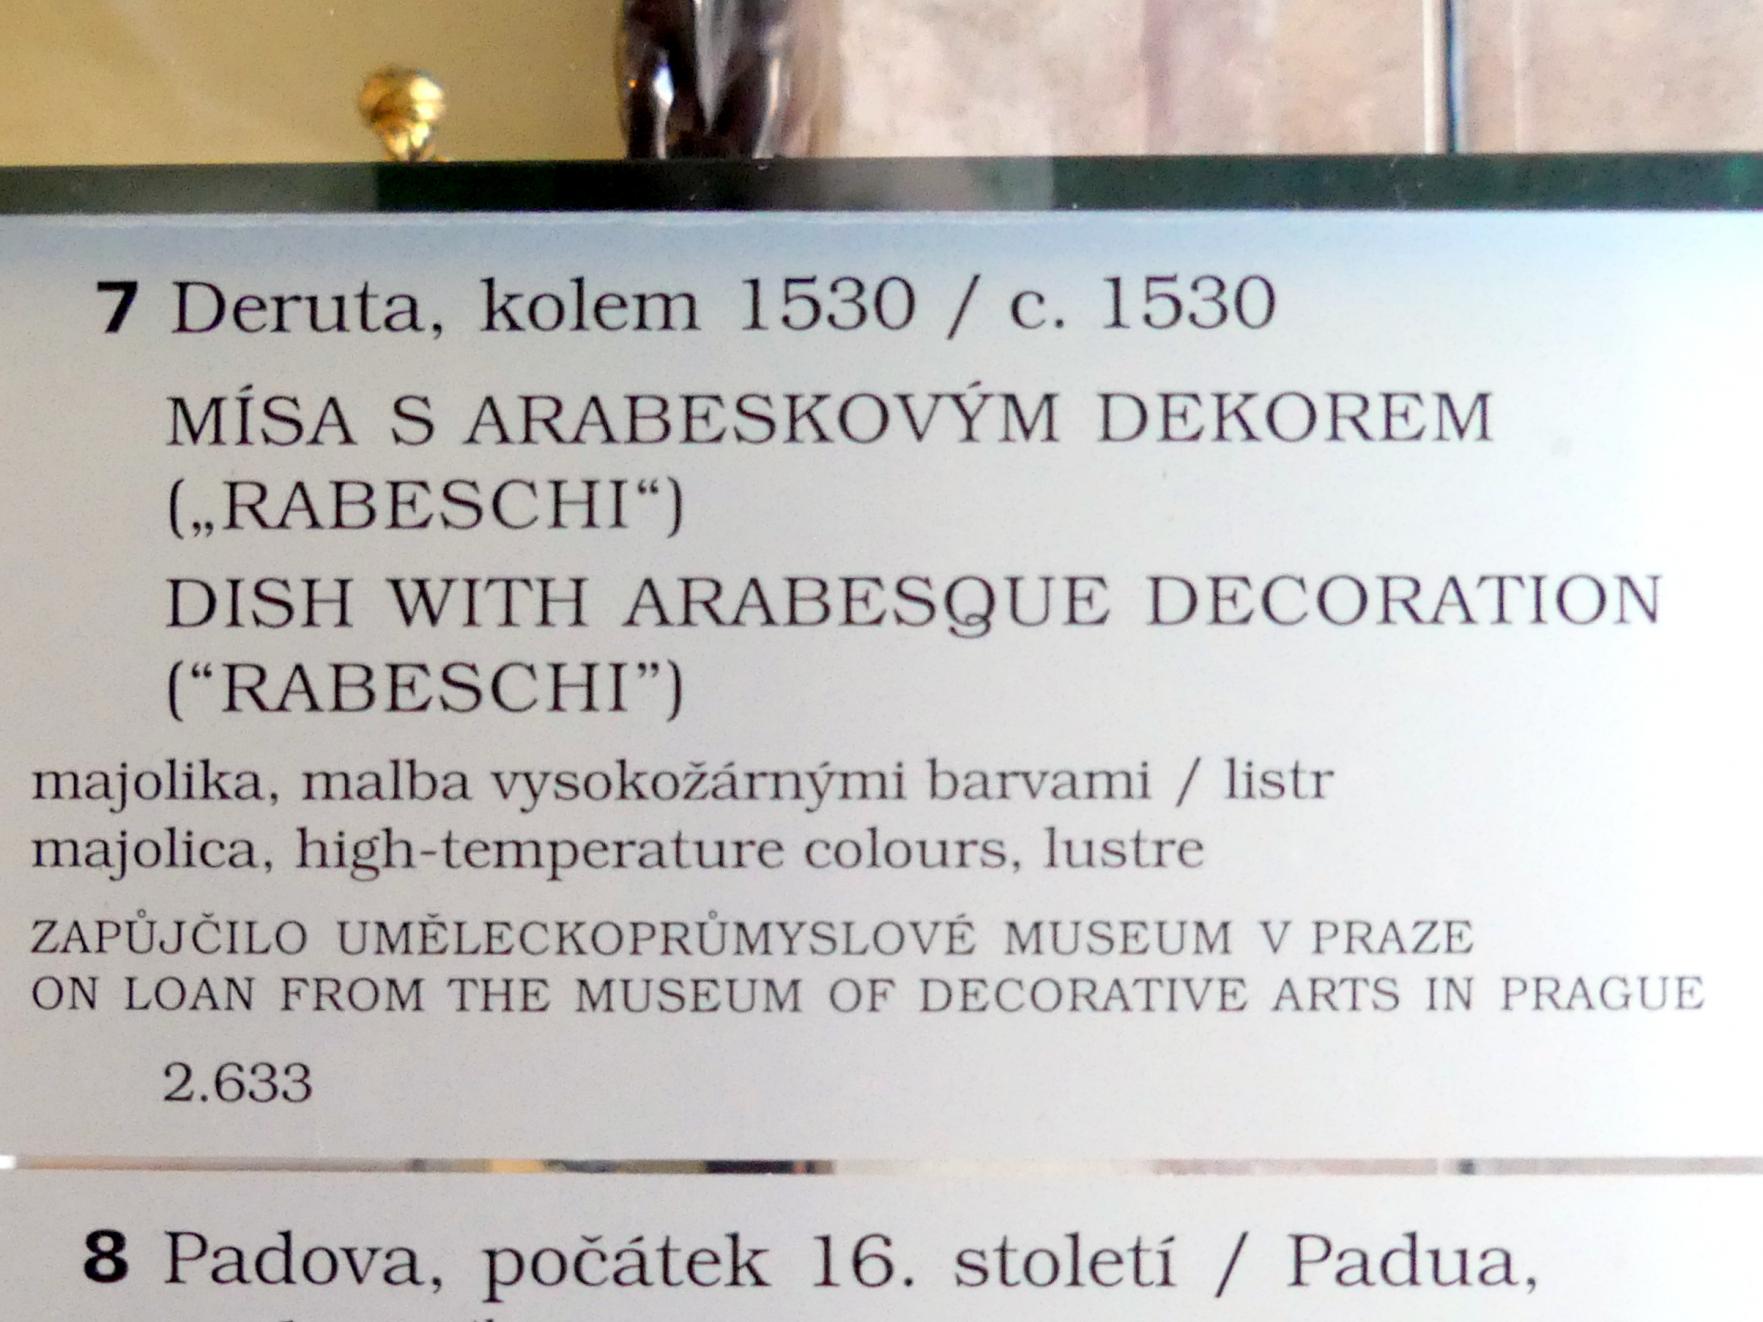 7 Deruta, kolem 1530 / c. 1530
MÍSA S ARABESKOVÝM DEKOREM
(„RABESCHI“)
DISH WITH ARABESQUE DECORATION
(“RABESCHI”)
majolika, malba vysokožárnými barvami / listr
majolica, high-temperature colours, lustre
ZAPŮJČILO UMĚLECKOPRŮMYSLOVÉ MUSEUM V PRAZE
ON LOAN FROM THE MUSEUM OF DECORATIVE ARTS IN PRAGUE
2.633
8 Padova, počátek 16. století / Padua,